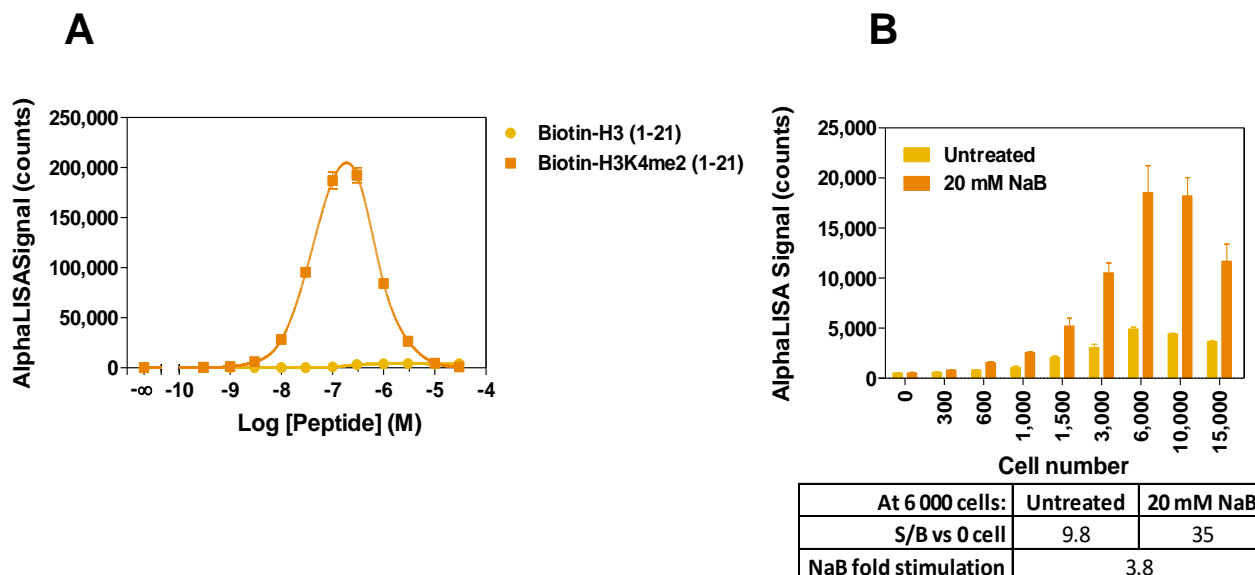 A
AlphaLISASignal (counts)
250,000
200,000
150,000
100,000
50,000
0
-∞
-10
-9
-8
-7
-6
-5
-4
Log [Peptide] (M)
Biotin-H3 (1-21)
Biotin-H3K4me2 (1-21)
B
AlphaLISA Signal (counts)
25,000
20,000
15,000
10,000
5,000
0
Untreated
20 mM NaB
0
300
600
1,000
1,500
3,000
6,000
10,000
15,000
Cell number
At 6 000 cells: Untreated 20 mM NaB
S/B vs 0 cell 9.8 35
NaB fold stimulation 3.8